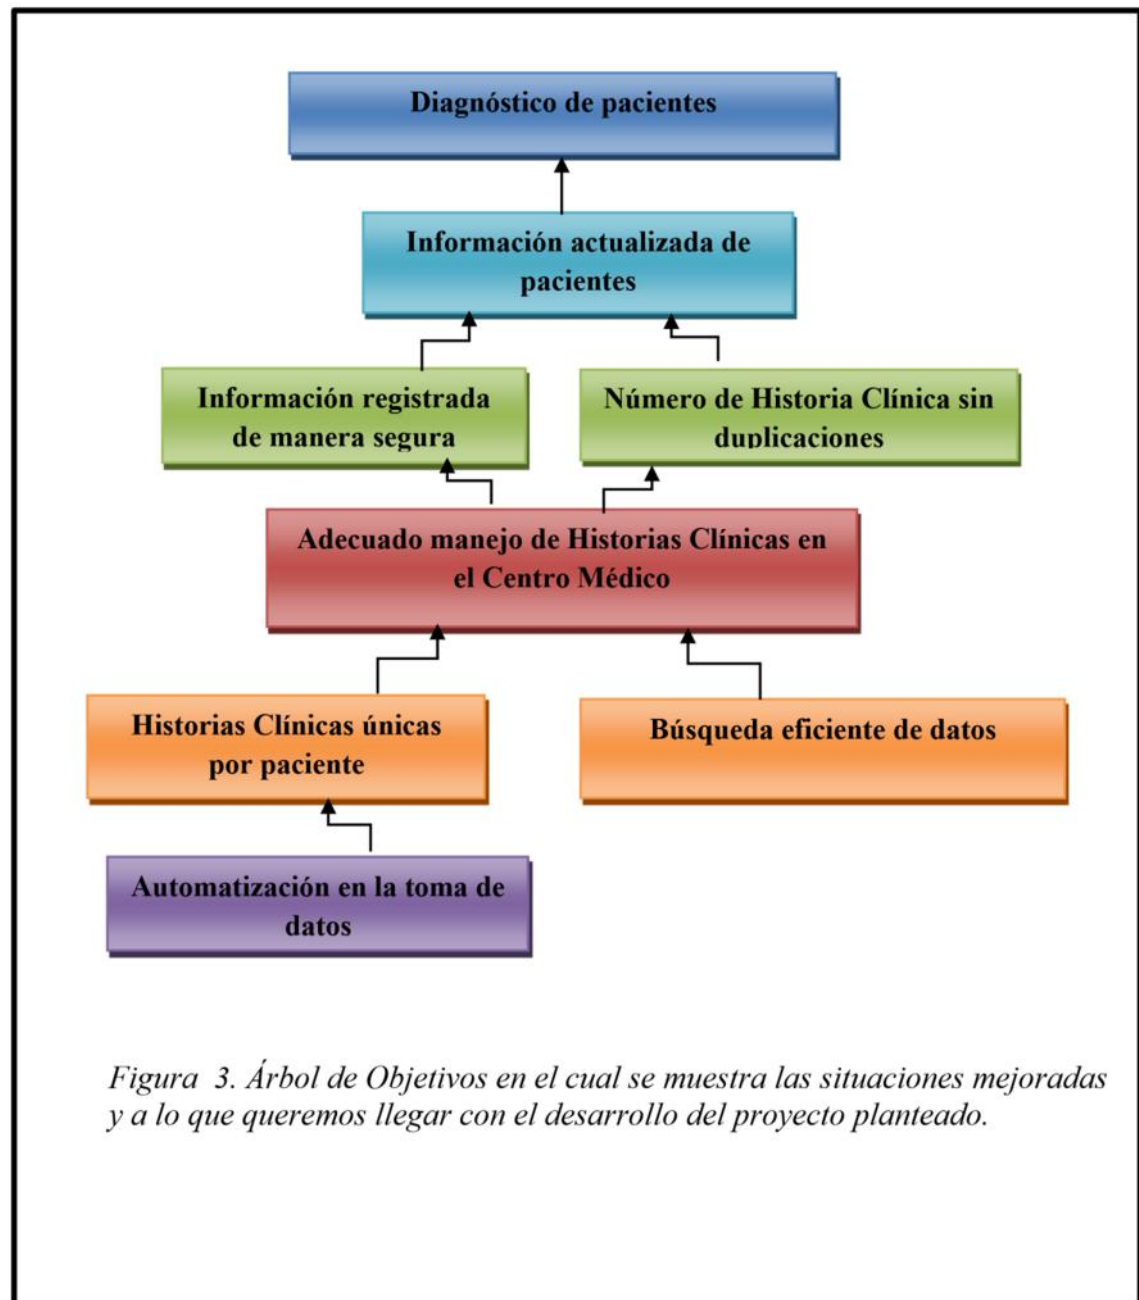 Diagnóstico de pacientes
Información actualizada de
pacientes
Información registrada
de manera segura
Número de Historia Clínica sin
duplicaciones
Adecuado manejo de Historias Clínicas en
el Centro Médico
Historias Clínicas únicas
por paciente
Búsqueda eficiente de datos
Automatización en la toma de
datos
Figura 3. Árbol de Objetivos en el cual se muestra las situaciones mejoradas
y a lo que queremos llegar con el desarrollo del proyecto planteado.